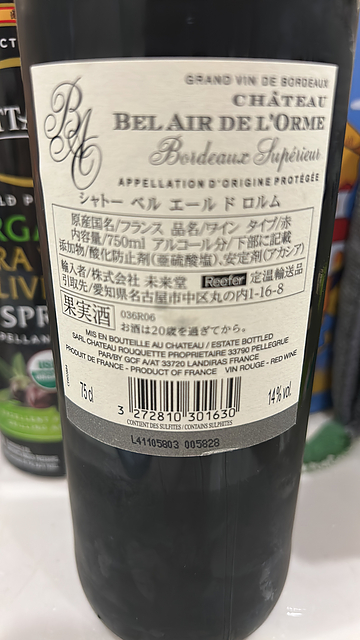 BAO
GRAND VIN DE BORDEAUX
CHÂTEAU
BEL AIR DE L'ORME
Bordeaux Supérieur
APPELLATION D'ORIGINE PROTÉGÉE
シャトー ベル エール ド ロルム
原産国名/フランス 品名/ワイン タイプ/赤
内容量/750ml アルコール分/下部に記載
添加物/酸化防止剤(亜硫酸塩)、安定剤(アカシア)
輸入者/株式会社 未来堂 Reefer 定温輸送品
引取先/愛知県名古屋市中区丸の内1-16-8
果実酒 036R06
お酒は20歳を過ぎてから。
MIS EN BOUTEILLE AU CHATEAU / ESTATE BOTTLED
SARL CHATEAU ROUQUETTE PROPRIETAIRE 33790 PELLEGRUE
PAR/BY GCF A/AT 33720 LANDIRAS FRANCE
PRODUIT DE FRANCE - PRODUCT OF FRANCE VIN ROUGE - RED WINE
75 cl
14% vol.
3 272810 301630
CONTIENT DES SULFITES / CONTAINS SULPHITES
L41105803 005828
USDA